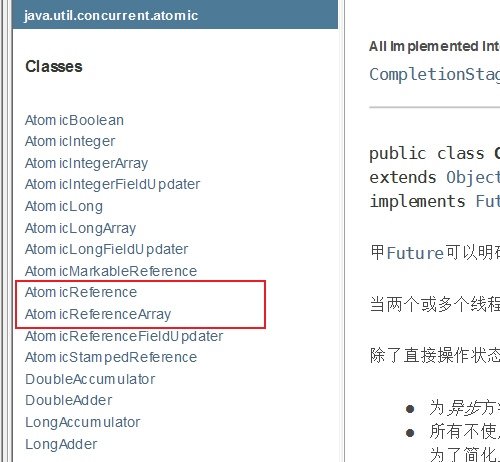 java.util.concurrent.atomic
Classes
AtomicBoolean
AtomicInteger
AtomicIntegerArray
AtomicIntegerFieldUpdater
AtomicLong
AtomicLongArray
AtomicLongFieldUpdater
AtomicMarkableReference
AtomicReference
AtomicReferenceArray
AtomicReferenceFieldUpdater
AtomicStampedReference
DoubleAccumulator
DoubleAdder
LongAccumulator
LongAdder
All Implemented Inte
CompletionStag
public class
extends Object
implements Fut
甲Future可以明确
当两个或多个线程
除了直接操作状态
● 为异步方
● 所有不使
为了简化